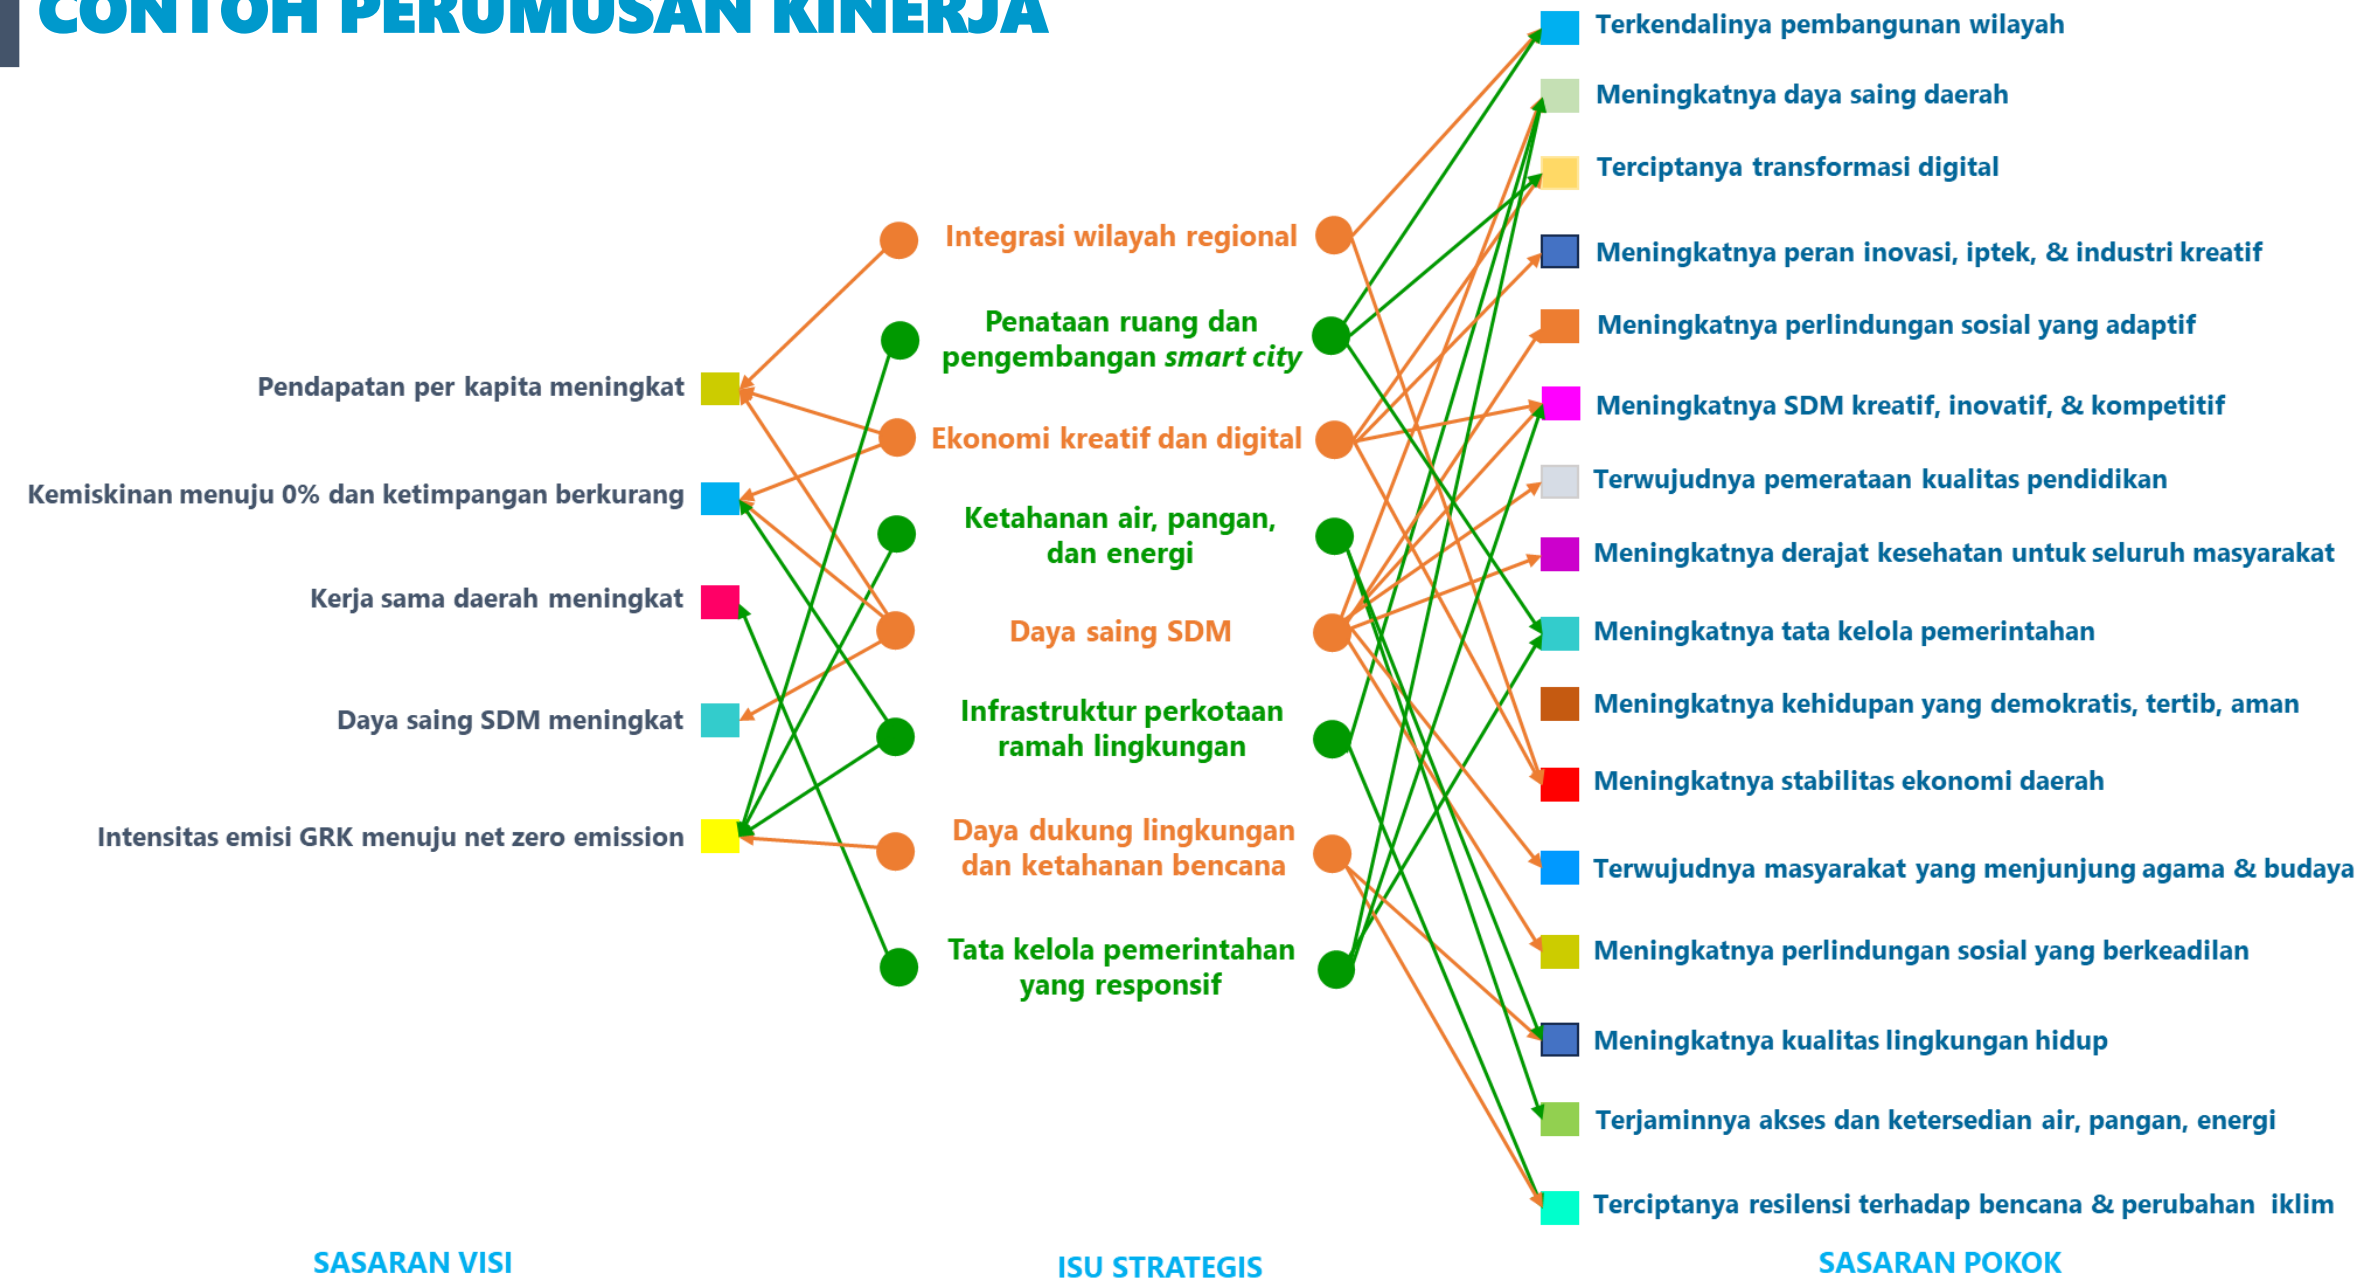 CONTOH PERUMUSAN KINERJA
Pendapatan per kapita meningkat
Kemiskinan menuju 0% dan ketimpangan berkurang
Kerja sama daerah meningkat
Daya saing SDM meningkat
Intensitas emisi GRK menuju net zero emission
SASARAN VISI
Integrasi wilayah regional
Penataan ruang dan
pengembangan smart city
Ekonomi kreatif dan digital
Ketahanan air, pangan,
dan energi
Daya saing SDM
Infrastruktur perkotaan
ramah lingkungan
Daya dukung lingkungan
dan ketahanan bencana
Tata kelola pemerintahan
yang responsif
ISU STRATEGIS
Terkendalinya pembangunan wilayah
Meningkatnya daya saing daerah
Terciptanya transformasi digital
Meningkatnya peran inovasi, iptek, & industri kreatif
Meningkatnya perlindungan sosial yang adaptif
Meningkatnya SDM kreatif, inovatif, & kompetitif
Terwujudnya pemerataan kualitas pendidikan
Meningkatnya derajat kesehatan untuk seluruh masyarakat
Meningkatnya tata kelola pemerintahan
Meningkatnya kehidupan yang demokratis, tertib, aman
Meningkatnya stabilitas ekonomi daerah
Terwujudnya masyarakat yang menjunjung agama & budaya
Meningkatnya perlindungan sosial yang berkeadilan
Meningkatnya kualitas lingkungan hidup
Terjaminnya akses dan ketersedian air, pangan, energi
Terciptanya resilensi terhadap bencana & perubahan iklim
SASARAN POKOK